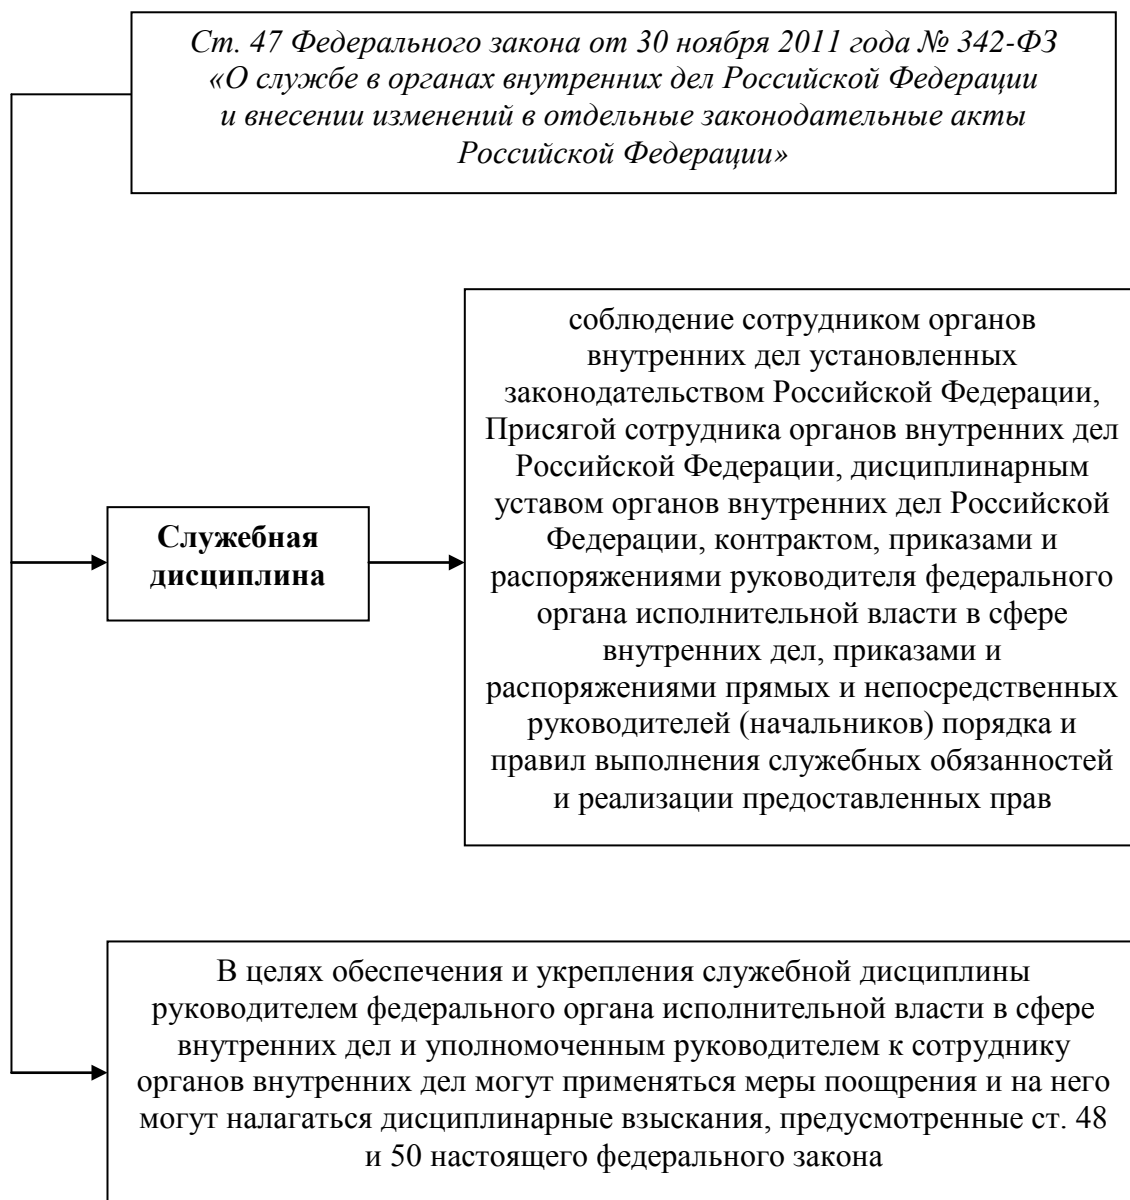 Ст. 47 Федерального закона от 30 ноября 2011 года № 342-ФЗ
«О службе в органах внутренних дел Российской Федерации
и внесении изменений в отдельные законодательные акты
Российской Федерации»
соблюдение сотрудником органов
внутренних дел установленных
законодательством Российской Федерации,
Присягой сотрудника органов внутренних дел
Российской Федерации, дисциплинарным
уставом органов внутренних дел Российской
Федерации, контрактом, приказами и
распоряжениями руководителя федерального
органа исполнительной власти в сфере
внутренних дел, приказами и
распоряжениями прямых и непосредственных
руководителей (начальников) порядка и
правил выполнения служебных обязанностей
и реализации предоставленных прав
Служебная
дисциплина
В целях обеспечения и укрепления служебной дисциплины
руководителем федерального органа исполнительной власти в сфере
внутренних дел и уполномоченным руководителем к сотруднику
органов внутренних дел могут применяться меры поощрения и на него
могут налагаться дисциплинарные взыскания, предусмотренные ст. 48
и 50 настоящего федерального закона